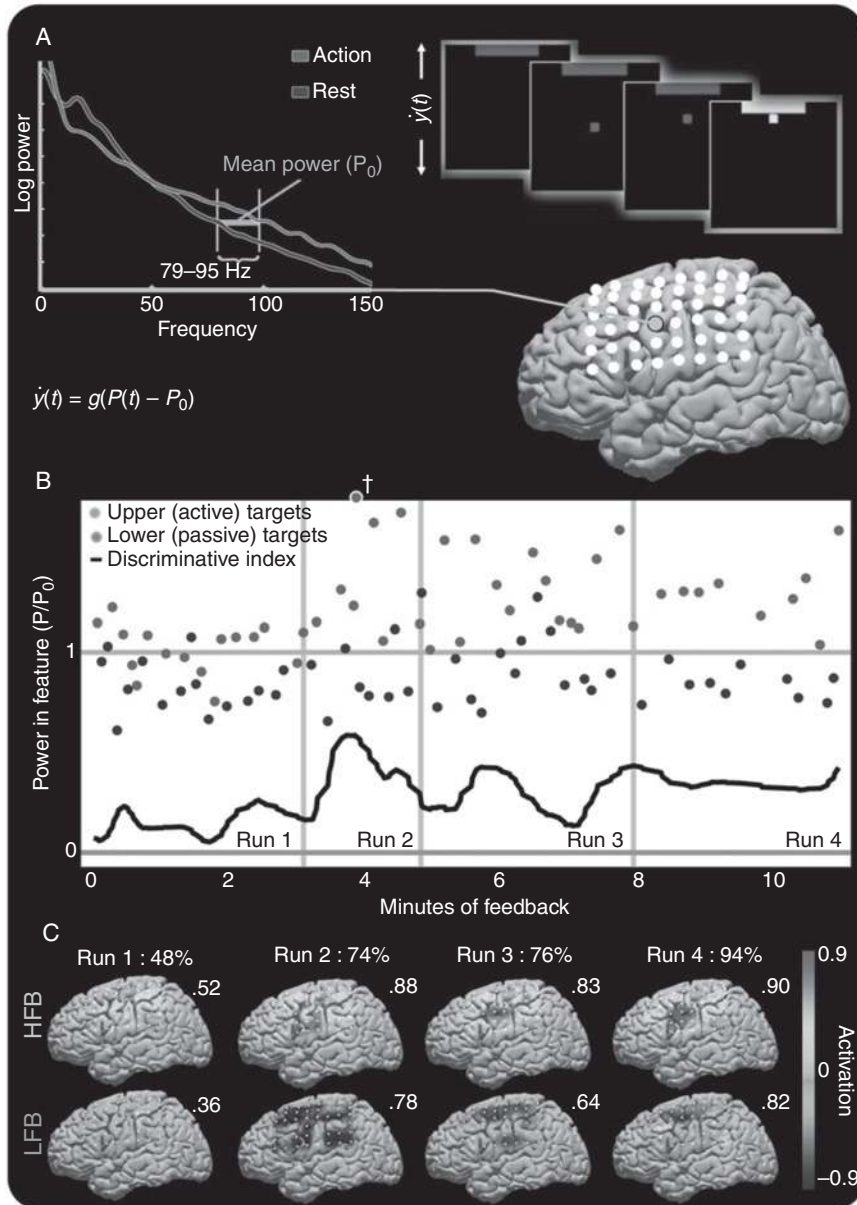 A
Action
Rest
Log power
Mean power (P0)
79–95 Hz
0
50
100
150
Frequency
ẏ(t)
ẏ(t) = g(P(t) – P0)
B
†
Upper (active) targets
Lower (passive) targets
Discriminative index
Power in feature (P/P0)
1
0
Run 1
Run 2
Run 3
Run 4
0
2
4
6
8
10
Minutes of feedback
C
Run 1 : 48%
Run 2 : 74%
Run 3 : 76%
Run 4 : 94%
HFB
.52
.88
.83
.90
LFB
.36
.78
.64
.82
0.9
0
–0.9
Activation